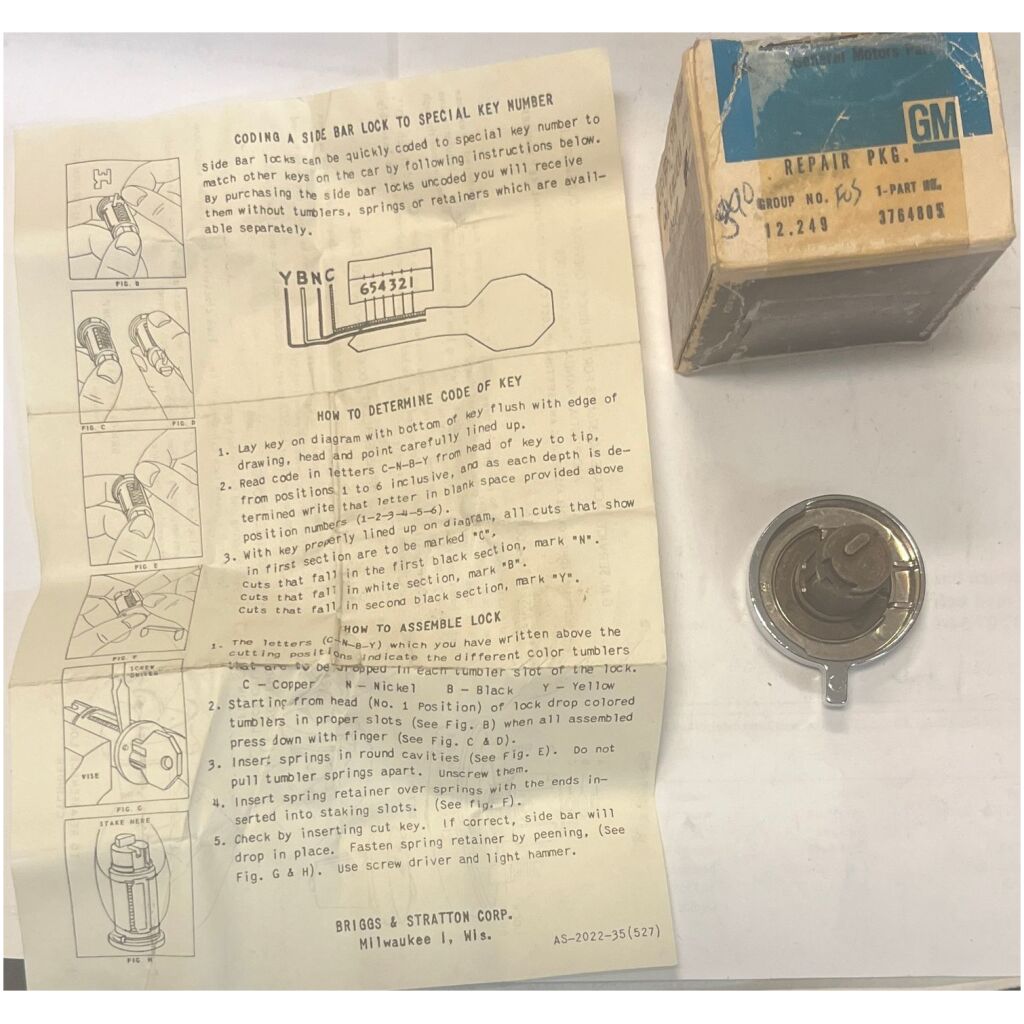 CODING A SIDE BAR LOCK TO SPECIAL KEY NUMBER
Side Bar locks can be quickly coded to special key number to
match other keys on the car by following instructions below.
By purchasing the side bar locks uncoded you will receive
them without tumblers, springs or retainers which are avail-
able separately.
YBNC
654321
HOW TO DETERMINE CODE OF KEY
1. Lay key on diagram with bottom of key flush with edge of
drawing, head and point carefully lined up.
2. Read code in letters C-N-B-Y from head of key to tip,
from positions 1 to 6 inclusive, and as each depth is de-
termined write that letter in blank space provided above
position numbers (1-2-3-4-5-6).
3. With key properly lined up on diagram, all cuts that show
in first section are to be marked "C".
Cuts that fall in the first black section, mark "N".
Cuts that fall in white section, mark "B".
Cuts that fall in second black section, mark "Y".
HOW TO ASSEMBLE LOCK
1. The letters (C-N-B-Y) which you have written above the
cutting positions indicate the different color tumblers
that are to be dropped in each tumbler slot of the lock.
C - Copper N - Nickel B - Black Y - Yellow
2. Starting from head (No. 1 Position) of lock drop colored
tumblers in proper slots (See Fig. B) when all assembled
press down with finger (See Fig. C & D).
3. Insert springs in round cavities (See Fig. E). Do not
pull tumbler springs apart. Unscrew them.
4. Insert spring retainer over springs with the ends in-
serted into staking slots. (See fig. F).
5. Check by inserting cut key. If correct, side bar will
drop in place. Fasten spring retainer by peening, (See
Fig. G & H). Use screw driver and light hammer.
BRIGGS & STRATTON CORP.
Milwaukee 1, Wis.
AS-2022-35(527)
FIG. B
FIG. C FIG. D
FIG. E
FIG. F
SCREW
DRIVER
VISE
FIG. G
STAKE HERE
FIG. H
General Motors Parts
GM
REPAIR PKG.
GROUP NO. 1-PART NO.
12.249 3764805